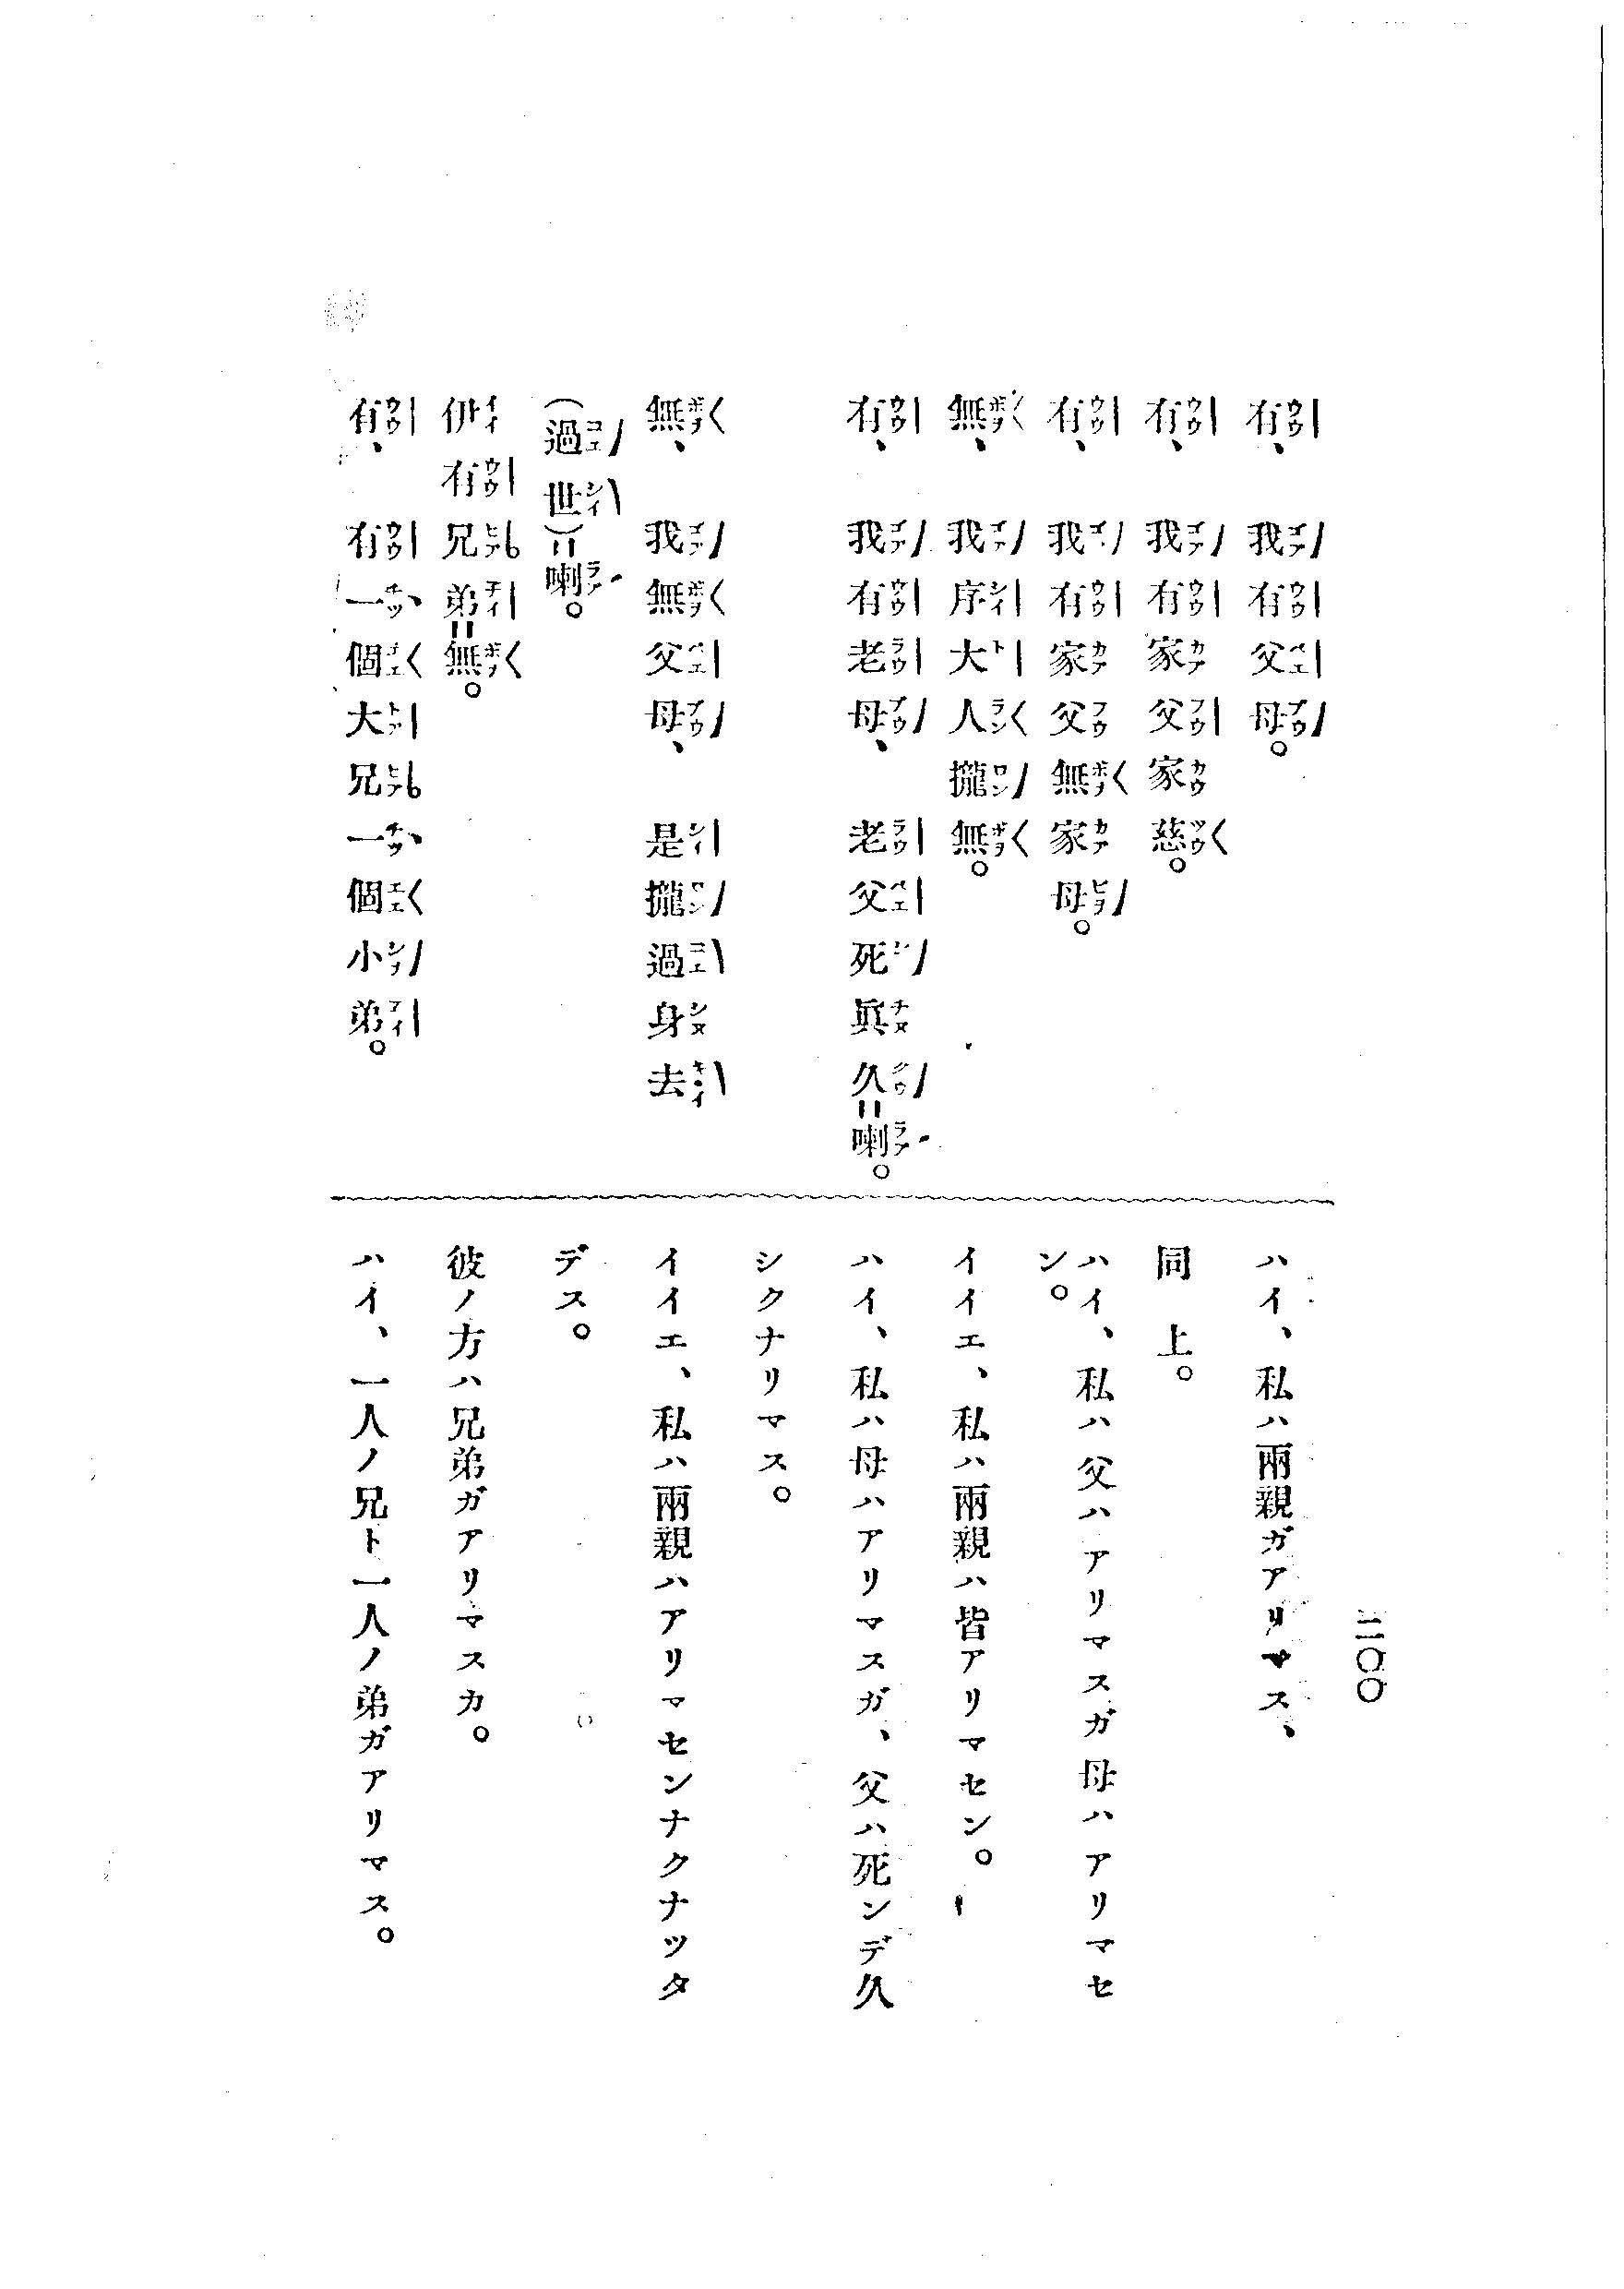 二〇〇
有、我有父母。
ハイ、私ハ兩親ガアリマス、
有、我有家父家慈。
同上。
有、我有家父無家母。
ハイ、私ハ父ハアリマスガ母ハアリマセ
ン。
無、我序大人攏無。
イイエ、私ハ兩親ハ皆アリマセン。
有、我有老母、老父死眞久=喇。
ハイ、私ハ母ハアリマスガ、父ハ死ンデ久
シクナリマス。
無、我無父母、是攏過身去
(過世)=喇。
イイエ、私ハ兩親ハアリマセンナクナッタ
デス。
伊有兄弟=無。
彼ノ方ハ兄弟ガアリマスカ。
有、有一個大兄一個小弟。
ハイ、一人ノ兄ト一人ノ弟ガアリマス。